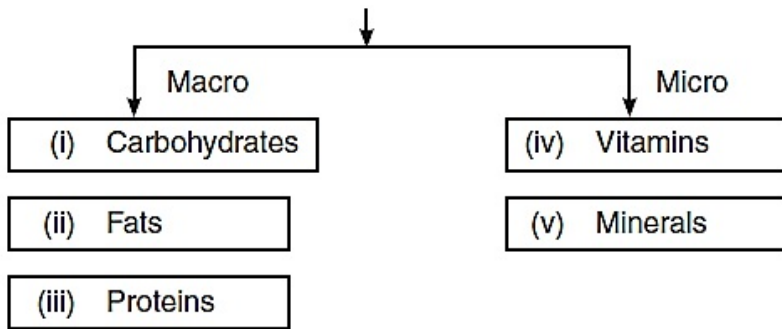 Macro
Micro
(i) Carbohydrates
(iv) Vitamins
(ii) Fats
(v) Minerals
(iii) Proteins